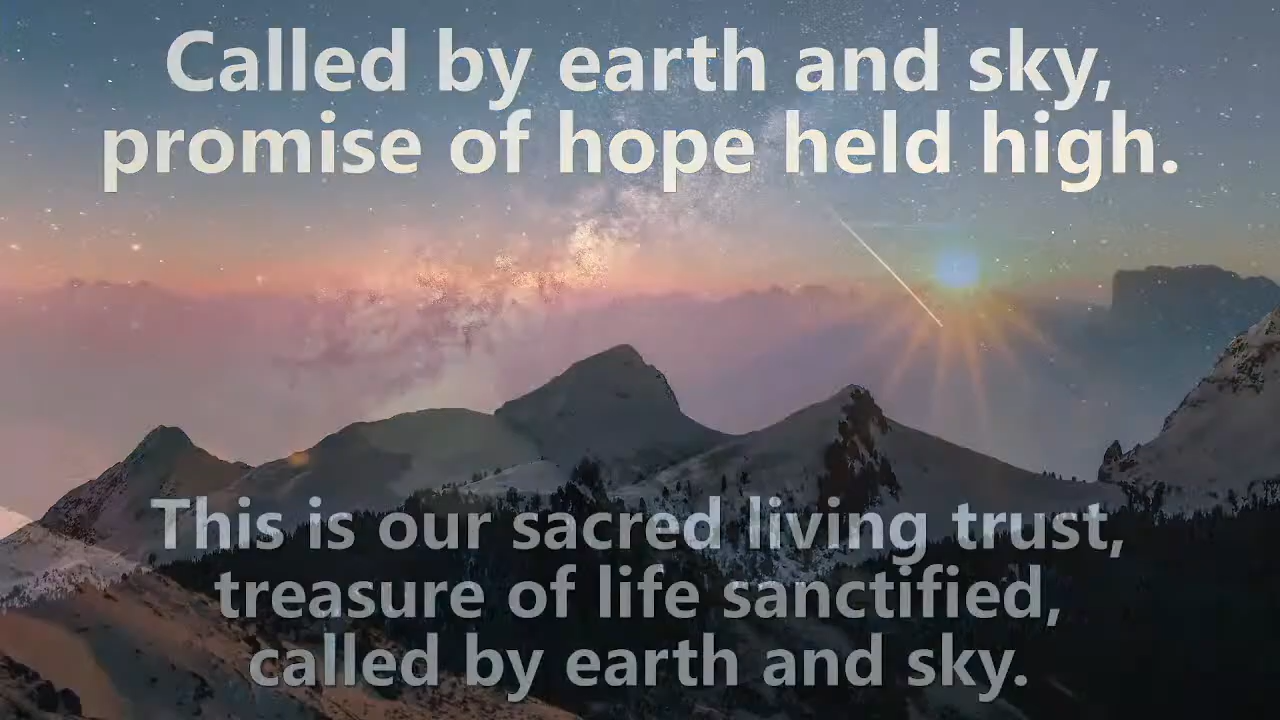 Called by earth and sky,
promise of hope held high.
This is our sacred living trust,
treasure of life sanctified,
called by earth and sky.